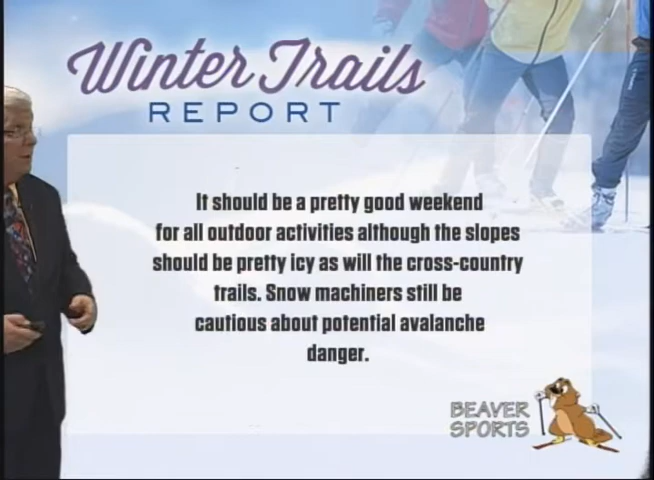 Winter Trails
REPORT
It should be a pretty good weekend
for all outdoor activities although the slopes
should be pretty icy as will the cross-country
trails. Snow machiners still be
cautious about potential avalanche
danger.
BEAVER
SPORTS